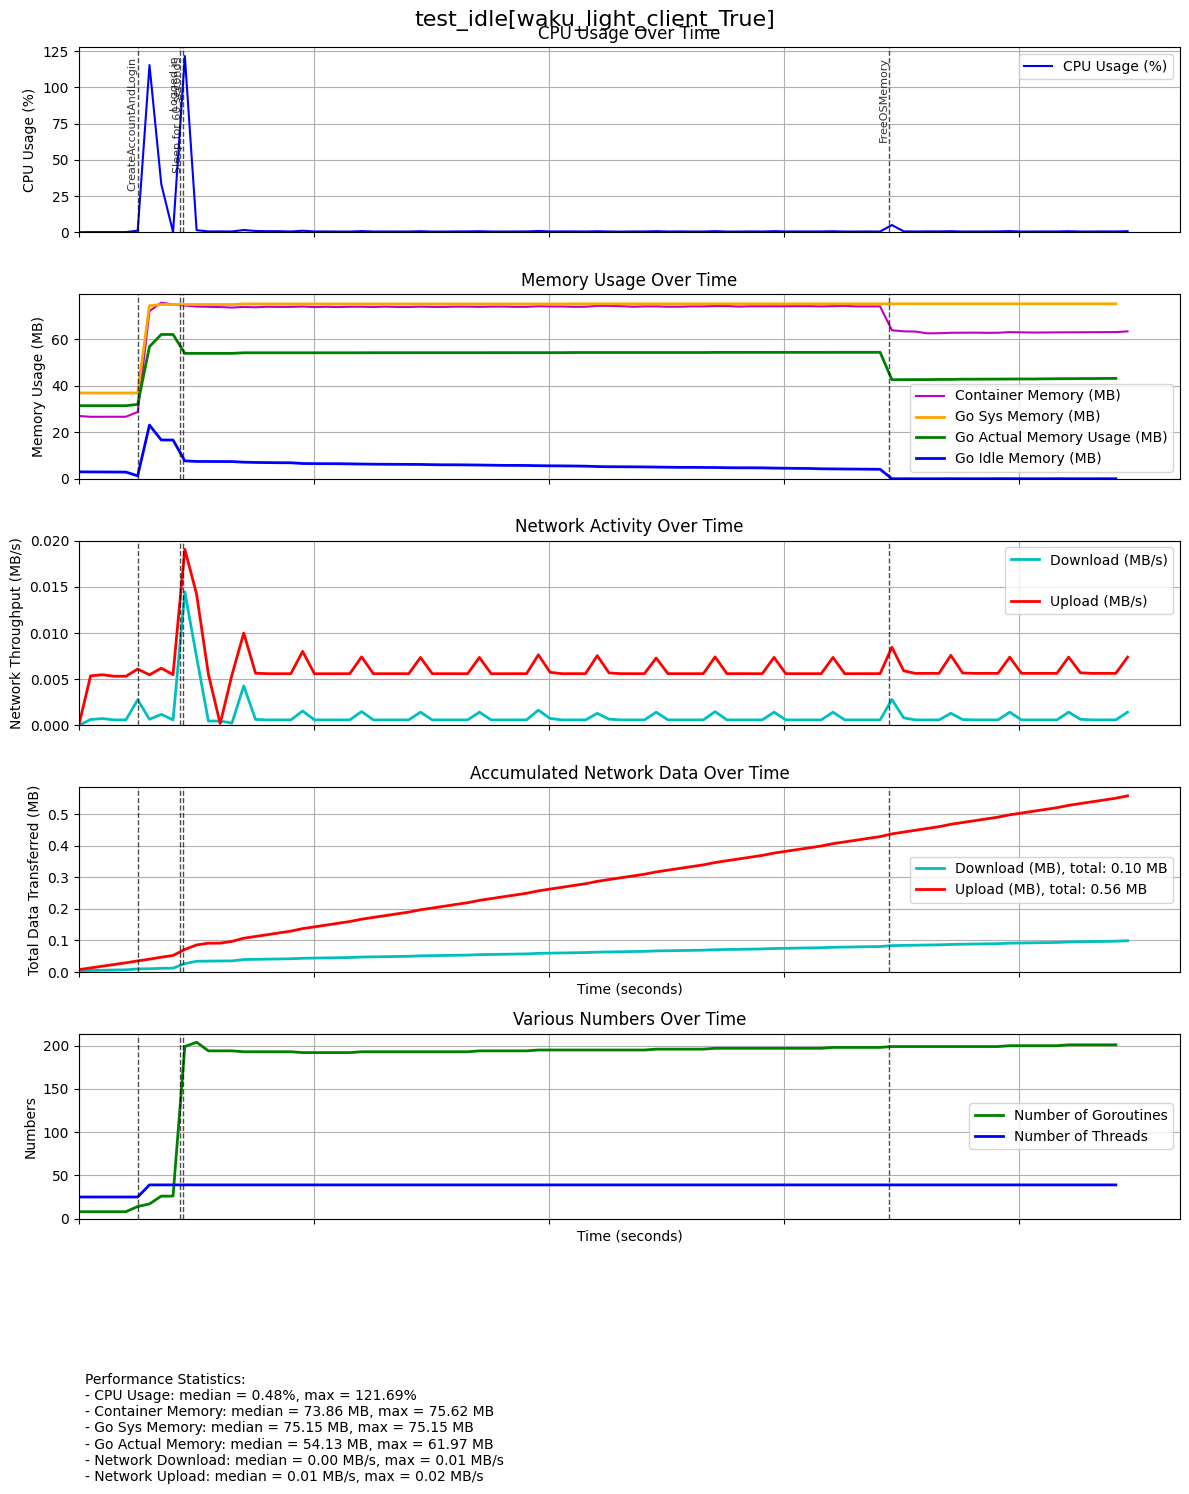 test_idle[waku_light_client_True]
CPU Usage Over Time
CPU Usage (%)
125
100
75
50
25
0
CreateAccountAndLogin
Logged in
Sleep for 60 seconds
FreeOSMemory
CPU Usage (%)
Memory Usage Over Time
Memory Usage (MB)
60
40
20
0
Container Memory (MB)
Go Sys Memory (MB)
Go Actual Memory Usage (MB)
Go Idle Memory (MB)
Network Activity Over Time
Network Throughput (MB/s)
0.020
0.015
0.010
0.005
0.000
Download (MB/s)
Upload (MB/s)
Accumulated Network Data Over Time
Total Data Transferred (MB)
0.5
0.4
0.3
0.2
0.1
0.0
Download (MB), total: 0.10 MB
Upload (MB), total: 0.56 MB
Time (seconds)
Various Numbers Over Time
Numbers
200
150
100
50
0
Number of Goroutines
Number of Threads
Time (seconds)
Performance Statistics:
- CPU Usage: median = 0.48%, max = 121.69%
- Container Memory: median = 73.86 MB, max = 75.62 MB
- Go Sys Memory: median = 75.15 MB, max = 75.15 MB
- Go Actual Memory: median = 54.13 MB, max = 61.97 MB
- Network Download: median = 0.00 MB/s, max = 0.01 MB/s
- Network Upload: median = 0.01 MB/s, max = 0.02 MB/s